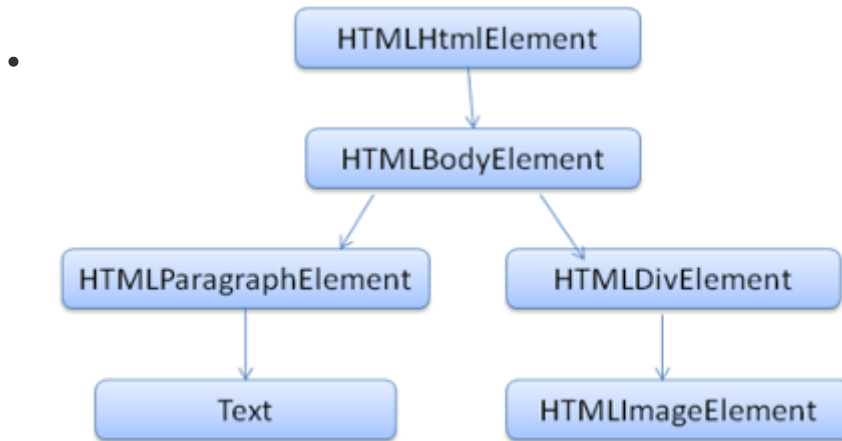 HTMLHtmlElement
HTMLBodyElement
HTMLParagraphElement
HTMLDivElement
Text
HTMLImageElement